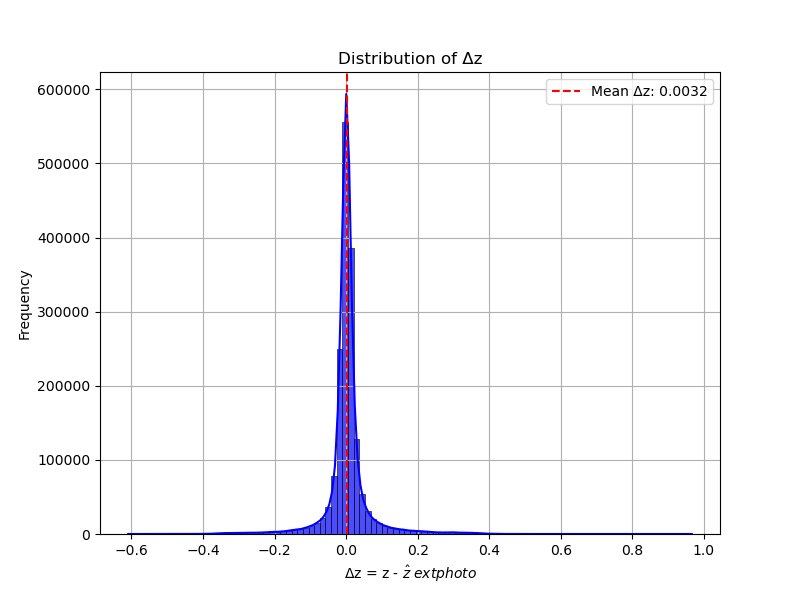 Distribution of Δz
Mean Δz: 0.0032
600000
500000
400000
300000
200000
100000
0
Frequency
−0.6 −0.4 −0.2 0.0 0.2 0.4 0.6 0.8 1.0
Δz = z - ẑ extphoto